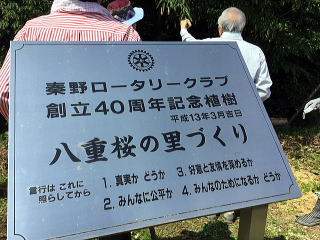 秦野ロータリークラブ
創立40周年記念植樹
平成13年3月吉日
八重桜の里づくり
言行は これに
照らしてから
1. 真実か どうか
2. みんなに公平か
3. 好意と友情を深めるか
4. みんなのためになるか どうか